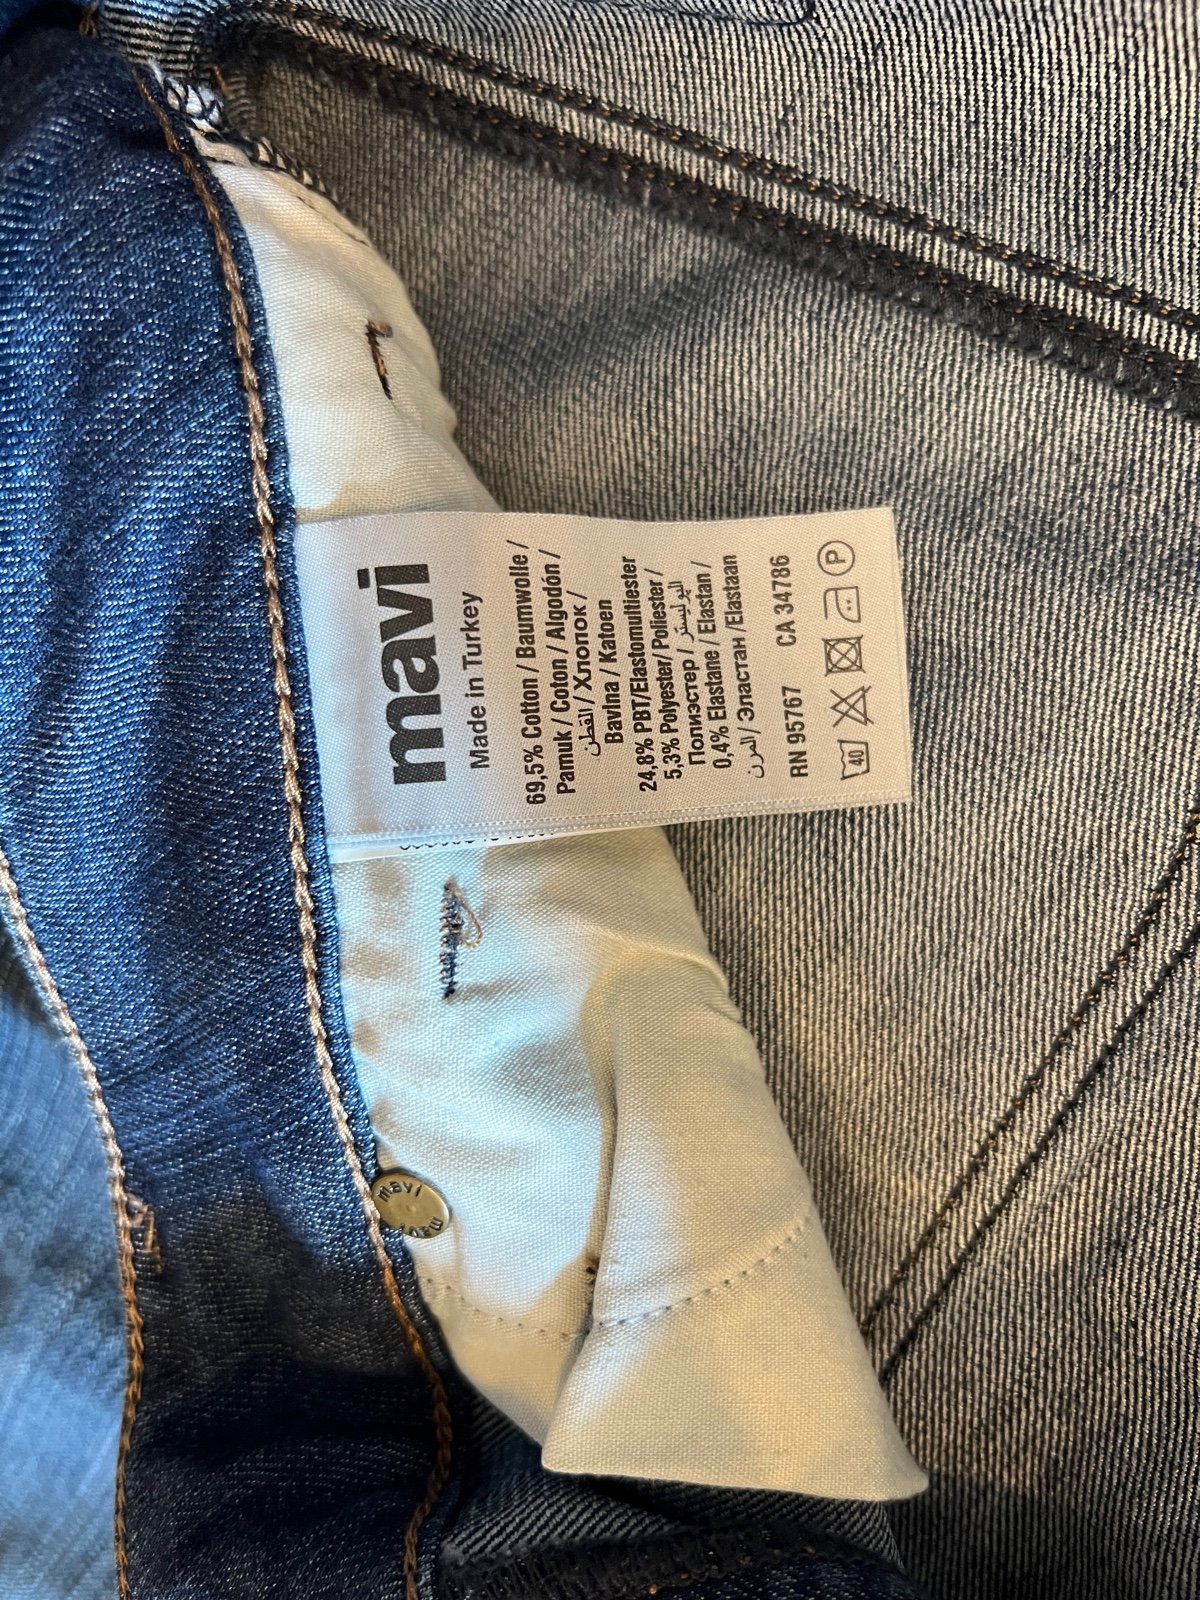 mavi
Made in Turkey
69,5% Cotton / Baumwolle /
Pamuk / Coton / Algodón /
القطن / Хлопок /
Bavlna / Katoen
24,8% PBT/Elastomultiester
5,3% Polyester/ Poliester /
Полиэстер / البوليستر
0,4% Elastane / Elastan /
/ Эластан /Elastaan
RN 95767 CA 34786
40 P
mavi
mavi